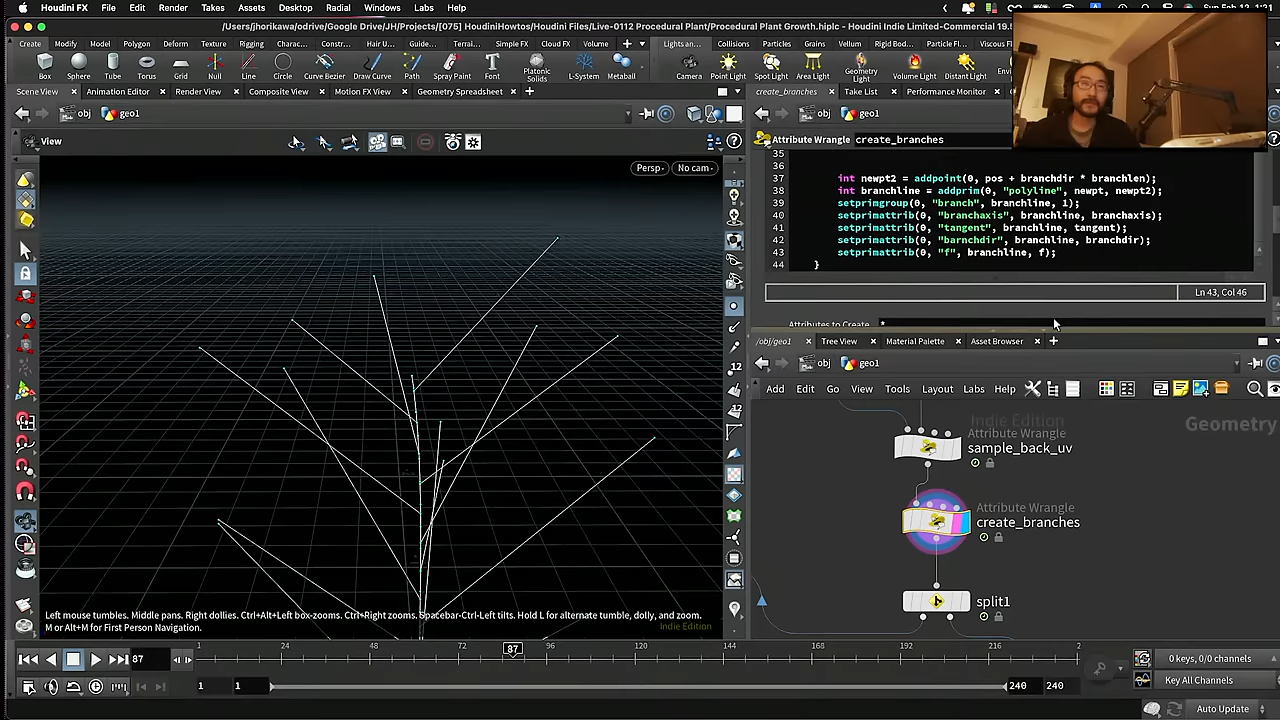 Houdini FX File Edit Render Takes Assets Desktop Radial Windows Labs Help
/Users/jhorikawa/odrive/Google Drive/JH/Projects/[075] HoudiniHowtos/Houdini Files/Live-0112 Procedural Plant Growth/Procedural Plant Growth.hiplc - Houdini Indie Limited-Commercial 19.5
Create Modify Model Polygon Deform Texture Rigging Charac... Constr... Hair U... Guide... Terrai... Simple FX Cloud FX Volume Lights an... Collisions Particles Grains Vellum Rigid Bod... Particle Fl... Viscous
Box Sphere Tube Torus Grid Null Line Circle Curve Bezier Draw Curve Path Spray Paint Font Platonic Solids L-System Metaball Camera Point Light Spot Light Area Light Geometry Light Volume Light Distant Light
Scene View Animation Editor Render View Composite View Motion FX View Geometry Spreadsheet create_branches Take List Performance Monitor
obj geo1
obj geo1
View
Attribute Wrangle create_branches
Persp No cam
35
36
37 int newpt2 = addpoint(0, pos + branchdir * branchlen);
38 int branchline = addprim(0, "polyline", newpt, newpt2);
39 setprimgroup(0, "branch", branchline, 1);
40 setprimattrib(0, "branchaxis", branchline, branchaxis);
41 setprimattrib(0, "tangent", branchline, tangent);
42 setprimattrib(0, "barnchdir", branchline, branchdir);
43 setprimattrib(0, "f", branchline, f);
44 }
Ln 43, Col 46
Attributes to Create *
/obj/geo1 Tree View Material Palette Asset Browser
obj geo1
Add Edit Go View Tools Layout Labs Help
Indie Edition
Geometry
Attribute Wrangle
sample_back_uv
Attribute Wrangle
create_branches
split1
Left mouse tumbles. Middle pans. Right dollies. Ctrl+Alt+Left box-zooms. Ctrl+Right zooms. Spacebar-Ctrl-Left tilts. Hold L for alternate tumble, dolly, and zoom.
M or Alt+M for First Person Navigation.
Indie Edition
87
1 24 48 72 87 96 120 144 168 192 216 2
0 keys, 0/0 channels
1 1 240 240
Key All Channels
Auto Update